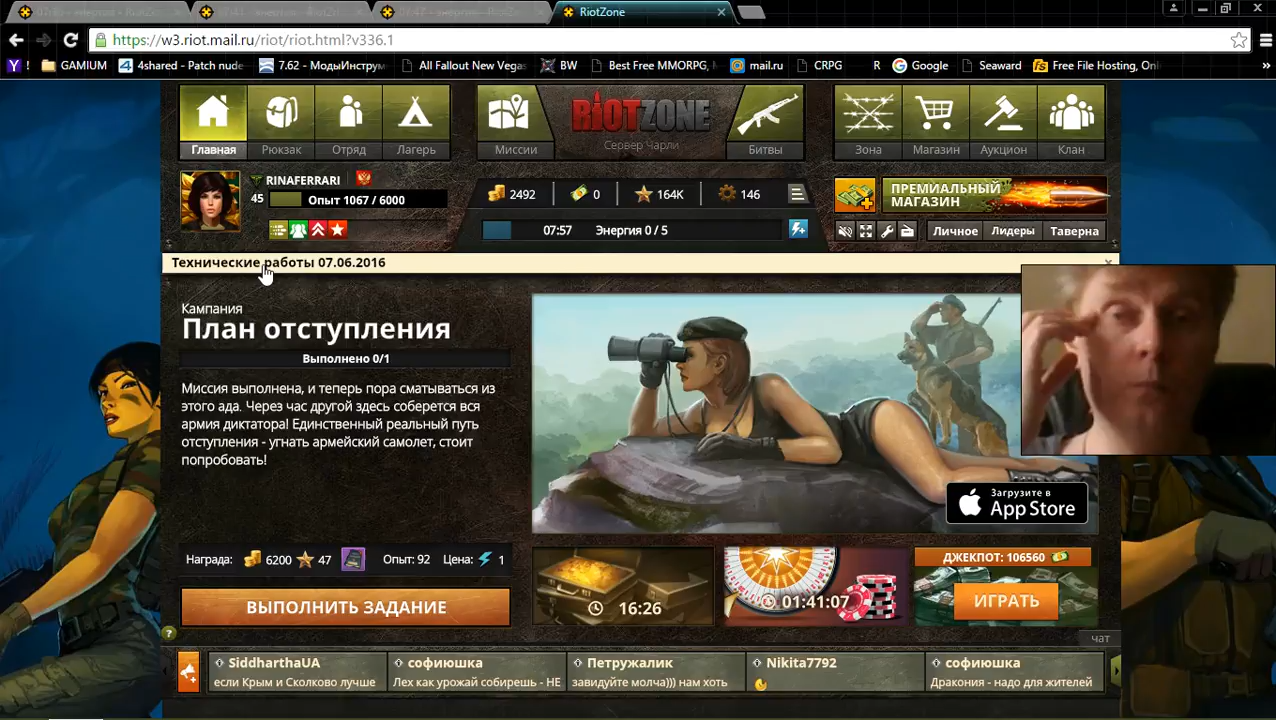 RiotZone
https://w3.riot.mail.ru/riot/riot.html?v336.1
Y ! GAMIUM 4shared - Patch nude 7.62 - МодыИнструм All Fallout New Vegas BW Best Free MMORPG, M mail.ru CRPG R Google Seaward Free File Hosting, Onl »
RIOTZONE
Сервер Чарли
Главная Рюкзак Отряд Лагерь Миссии Битвы Зона Магазин Аукцион Клан
RINAFERRARI
45 Опыт 1067 / 6000
2492 0 164K 146
07:57 Энергия 0 / 5
ПРЕМИАЛЬНЫЙ
МАГАЗИН
Личное Лидеры Таверна
Технические работы 07.06.2016
Кампания
План отступления
Выполнено 0/1
Миссия выполнена, и теперь пора сматываться из
этого ада. Через час другой здесь соберется вся
армия диктатора! Единственный реальный путь
отступления - угнать армейский самолет, стоит
попробовать!
Загрузите в
App Store
Награда: 6200 47 Опыт: 92 Цена: 1
ВЫПОЛНИТЬ ЗАДАНИЕ
16:26
01:41:07
ДЖЕКПОТ: 106560
ИГРАТЬ
?
чат
SiddharthaUA софиюшка Петружалик Nikita7792 софиюшка
если Крым и Сколково лучше Лех как урожай собирешь - НЕ завидуйте молча))) нам хоть Дракония - надо для жителей